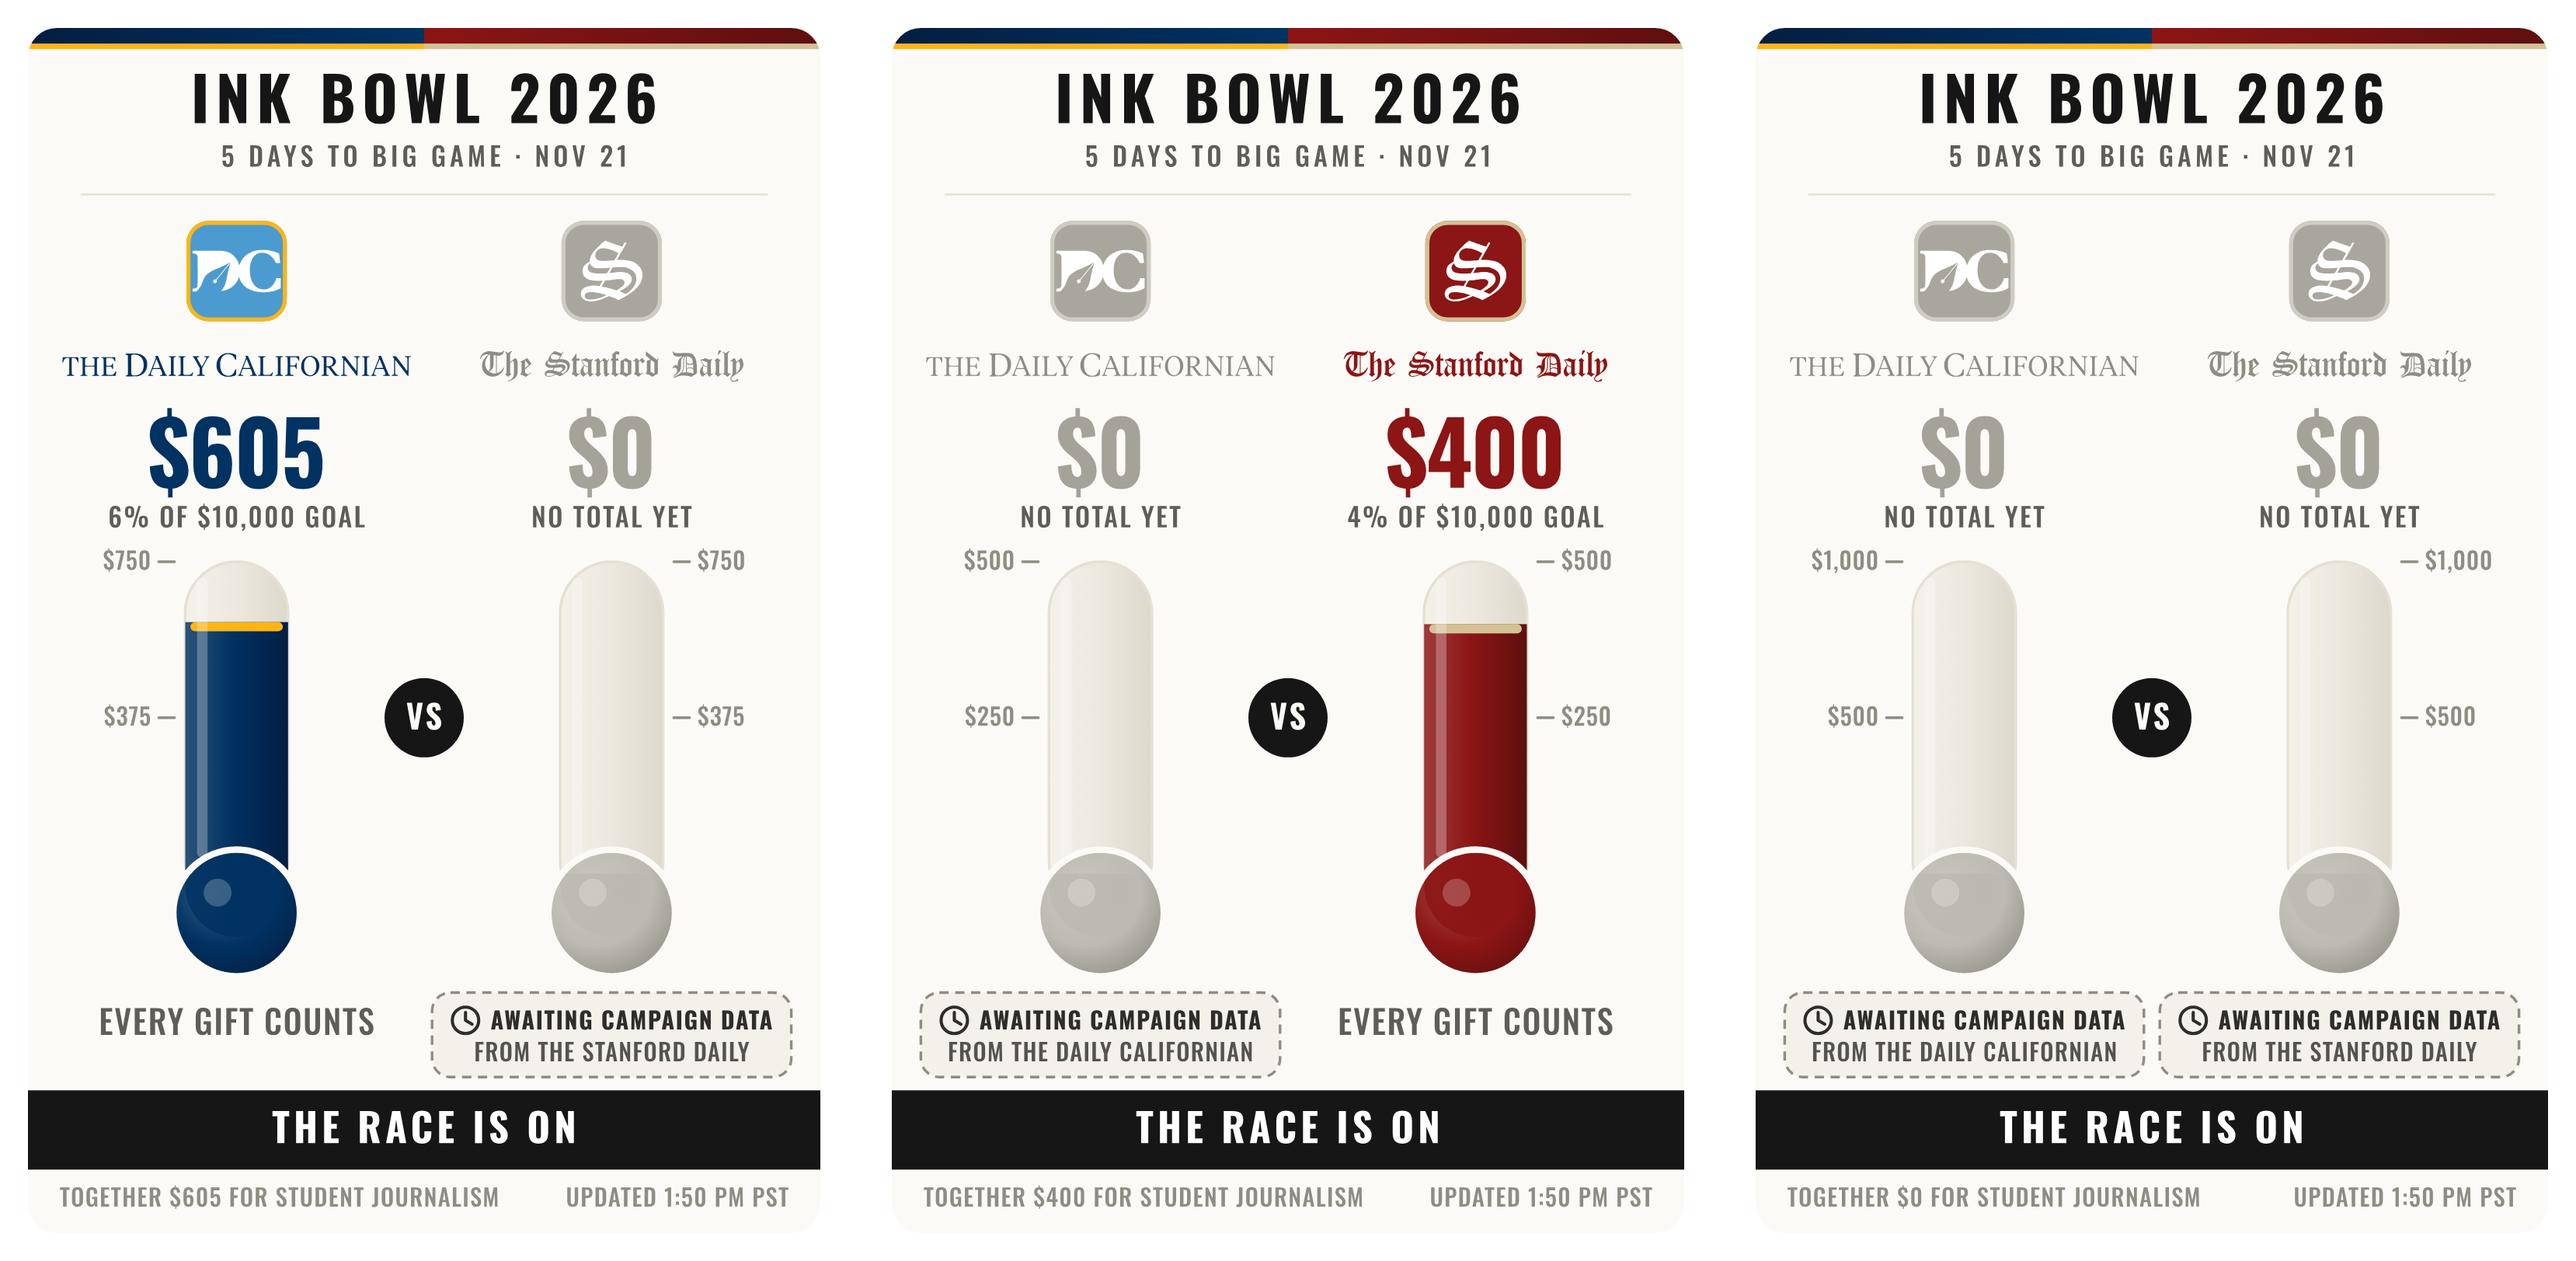 INK BOWL 2026
5 DAYS TO BIG GAME · NOV 21
DC
S
THE DAILY CALIFORNIAN
The Stanford Daily
$605
$0
6% OF $10,000 GOAL
NO TOTAL YET
$750
$750
$375
VS
$375
EVERY GIFT COUNTS
AWAITING CAMPAIGN DATA
FROM THE STANFORD DAILY
THE RACE IS ON
TOGETHER $605 FOR STUDENT JOURNALISM
UPDATED 1:50 PM PST
INK BOWL 2026
5 DAYS TO BIG GAME · NOV 21
DC
S
THE DAILY CALIFORNIAN
The Stanford Daily
$0
$400
NO TOTAL YET
4% OF $10,000 GOAL
$500
$500
$250
VS
$250
AWAITING CAMPAIGN DATA
FROM THE DAILY CALIFORNIAN
EVERY GIFT COUNTS
THE RACE IS ON
TOGETHER $400 FOR STUDENT JOURNALISM
UPDATED 1:50 PM PST
INK BOWL 2026
5 DAYS TO BIG GAME · NOV 21
DC
S
THE DAILY CALIFORNIAN
The Stanford Daily
$0
$0
NO TOTAL YET
NO TOTAL YET
$1,000
$1,000
$500
VS
$500
AWAITING CAMPAIGN DATA
FROM THE DAILY CALIFORNIAN
AWAITING CAMPAIGN DATA
FROM THE STANFORD DAILY
THE RACE IS ON
TOGETHER $0 FOR STUDENT JOURNALISM
UPDATED 1:50 PM PST